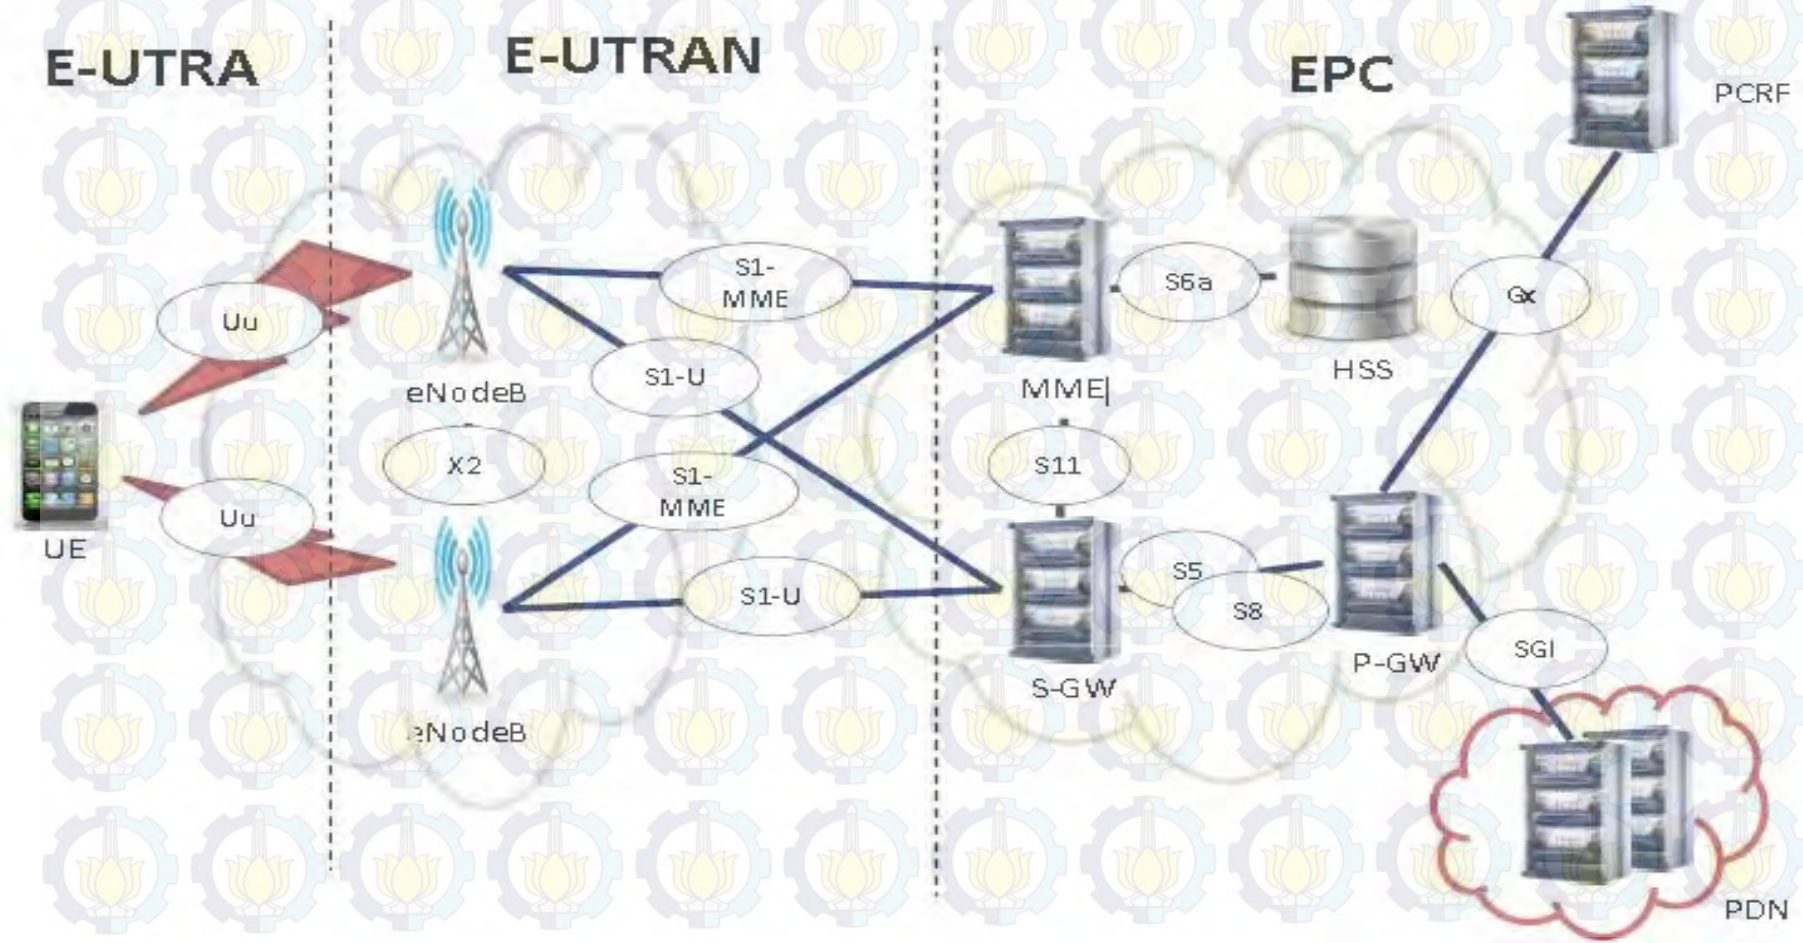 E-UTRA
E-UTRAN
EPC
PCRF
Uu
S1-
MME
S6a
Gx
S1-U
HSS
eNodeB
MME
X2
S1-
MME
S11
UE
Uu
S1-U
S5
S8
P-GW
SGI
S-GW
eNodeB
PDN